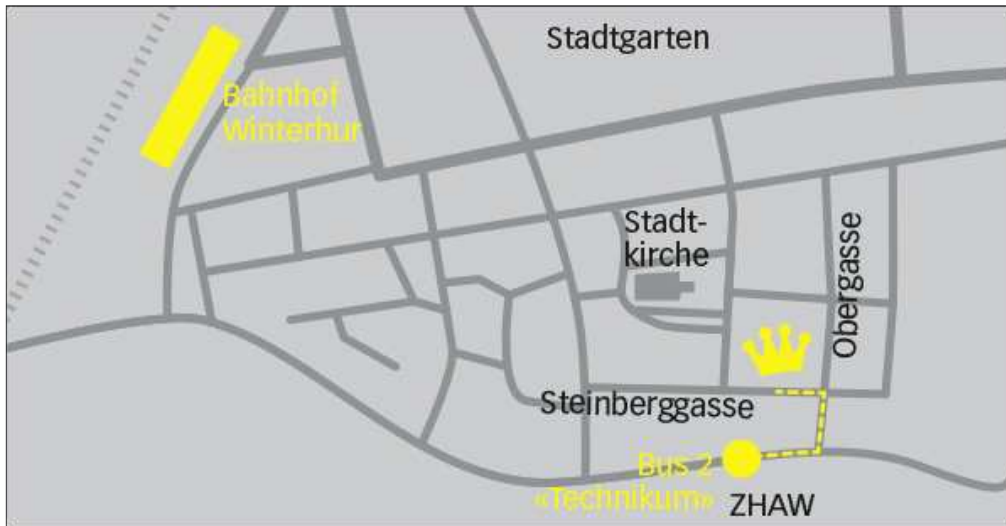 Stadtgarten
Bahnhof
Winterhur
Stadt-
kirche
Obergasse
Steinberggasse
Bus 2
«Technikum»
ZHAW